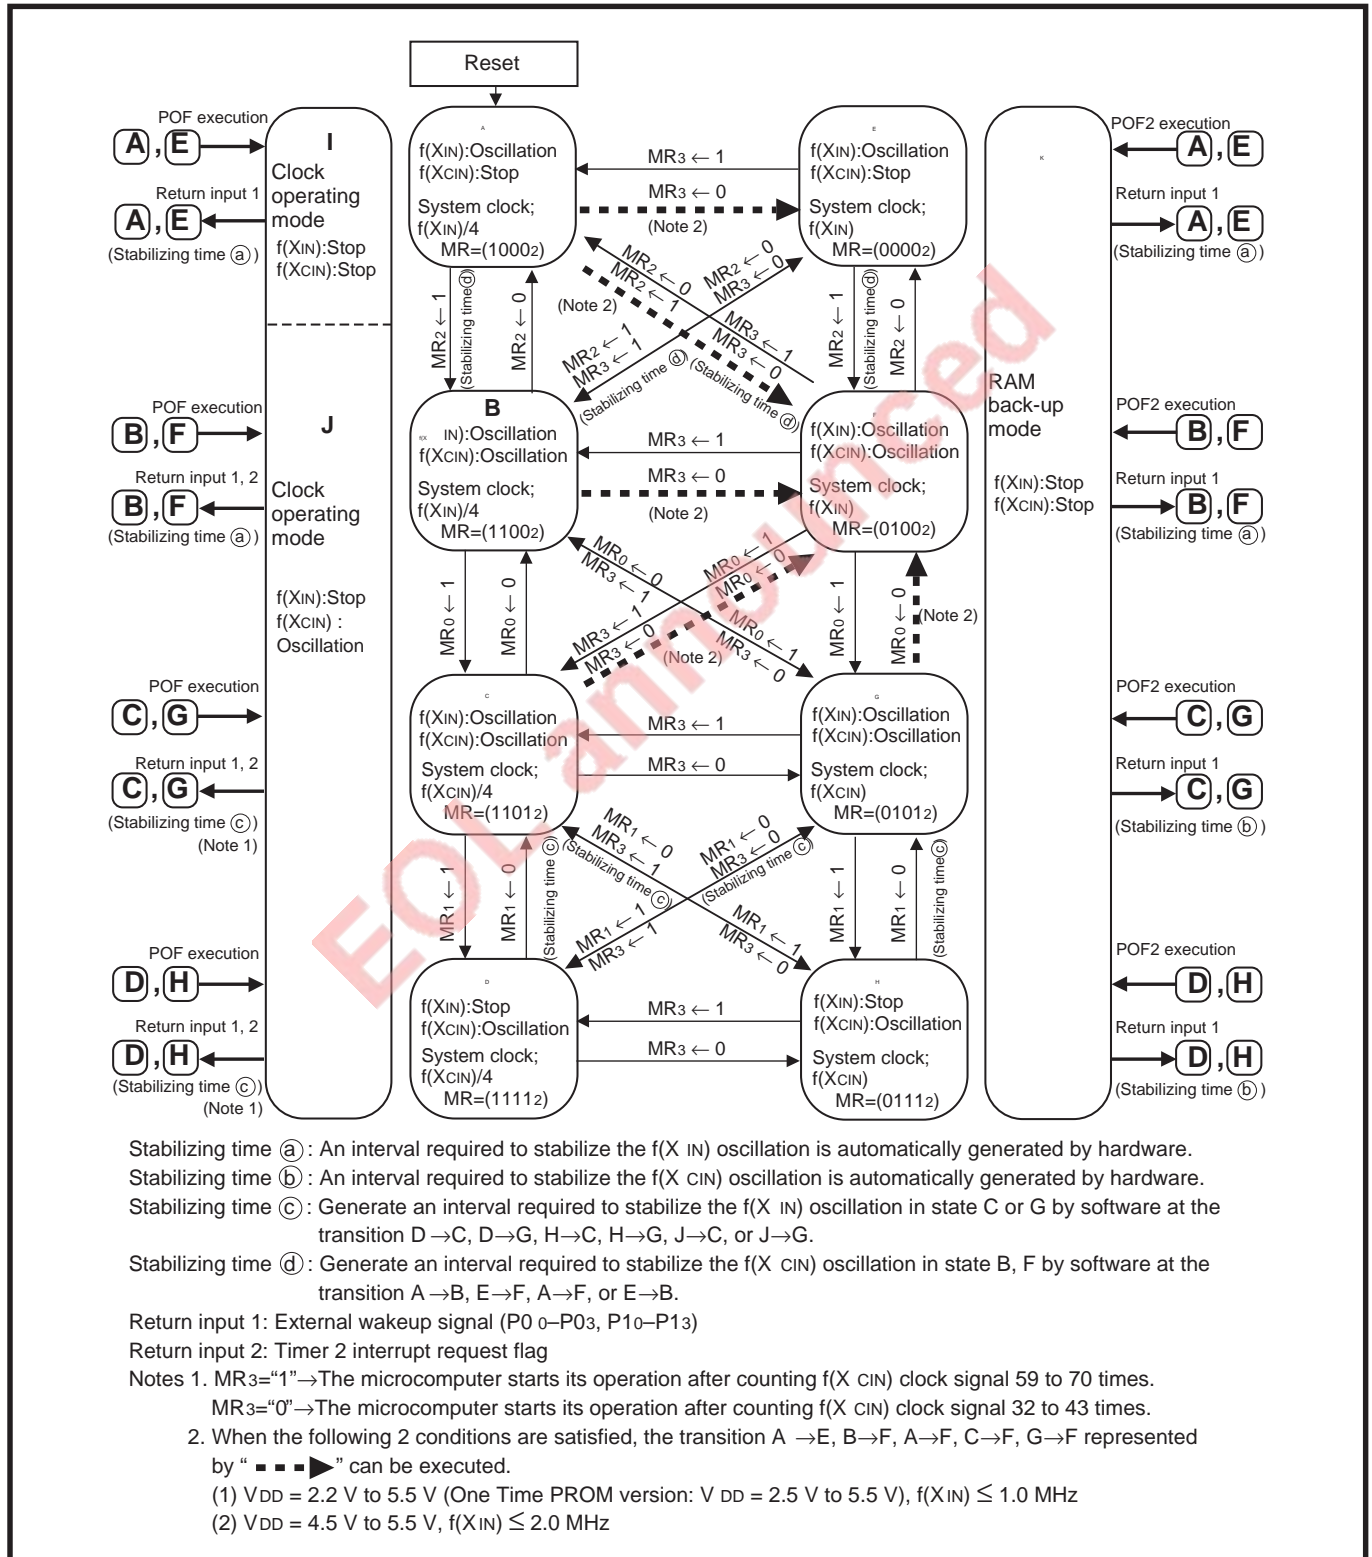 Reset
POF execution
A , E
Return input 1
A , E
(Stabilizing time ⓐ)
I
Clock
operating
mode
f(XIN):Stop
f(XCIN):Stop
A
f(XIN):Oscillation
f(XCIN):Stop
System clock;
f(XIN)/4
MR=(10002)
MR3 ← 1
MR3 ← 0
(Note 2)
E
f(XIN):Oscillation
f(XCIN):Stop
System clock;
f(XIN)
MR=(00002)
K
POF2 execution
A , E
Return input 1
A , E
(Stabilizing time ⓐ)
MR2 ← 1
(Stabilizing time ⓓ)
MR2 ← 0
(Note 2)
MR2 ← 0
MR2 ← 1
MR3 ← 1
MR3 ← 0
(Stabilizing time ⓓ)
MR2 ← 0
MR3 ← 0
MR2 ← 1
MR3 ← 1
(Stabilizing time ⓓ)
MR2 ← 1
(Stabilizing time ⓓ)
MR2 ← 0
POF execution
B , F
Return input 1, 2
B , F
(Stabilizing time ⓐ)
J
Clock
operating
mode
f(XIN):Stop
f(XCIN) :
Oscillation
B
f(X IN):Oscillation
f(XCIN):Oscillation
System clock;
f(XIN)/4
MR=(11002)
MR3 ← 1
MR3 ← 0
(Note 2)
F
f(XIN):Oscillation
f(XCIN):Oscillation
System clock;
f(XIN)
MR=(01002)
RAM
back-up
mode
f(XIN):Stop
f(XCIN):Stop
POF2 execution
B , F
Return input 1
B , F
(Stabilizing time ⓐ)
MR0 ← 1
MR0 ← 0
MR0 ← 0
MR3 ← 1
MR0 ← 1
MR3 ← 0
MR0 ← 1
MR0 ← 0
MR3 ← 1
MR3 ← 0
(Note 2)
MR0 ← 1
MR0 ← 0
(Note 2)
POF execution
C , G
Return input 1, 2
C , G
(Stabilizing time ⓒ)
(Note 1)
C
f(XIN):Oscillation
f(XCIN):Oscillation
System clock;
f(XCIN)/4
MR=(11012)
MR3 ← 1
MR3 ← 0
G
f(XIN):Oscillation
f(XCIN):Oscillation
System clock;
f(XCIN)
MR=(01012)
POF2 execution
C , G
Return input 1
C , G
(Stabilizing time ⓑ)
MR1 ← 1
MR1 ← 0
(Stabilizing time ⓒ)
MR1 ← 0
MR3 ← 1
(Stabilizing time ⓒ)
MR1 ← 1
MR3 ← 0
MR1 ← 0
MR3 ← 0
(Stabilizing time ⓒ)
MR1 ← 1
MR3 ← 1
MR1 ← 1
MR1 ← 0
(Stabilizing time ⓒ)
POF execution
D , H
Return input 1, 2
D , H
(Stabilizing time ⓒ)
(Note 1)
D
f(XIN):Stop
f(XCIN):Oscillation
System clock;
f(XCIN)/4
MR=(11112)
MR3 ← 1
MR3 ← 0
H
f(XIN):Stop
f(XCIN):Oscillation
System clock;
f(XCIN)
MR=(01112)
POF2 execution
D , H
Return input 1
D , H
(Stabilizing time ⓑ)
EOL announced
Stabilizing time ⓐ : An interval required to stabilize the f(X IN) oscillation is automatically generated by hardware.
Stabilizing time ⓑ : An interval required to stabilize the f(X CIN) oscillation is automatically generated by hardware.
Stabilizing time ⓒ : Generate an interval required to stabilize the f(X IN) oscillation in state C or G by software at the
transition D →C, D→G, H→C, H→G, J→C, or J→G.
Stabilizing time ⓓ : Generate an interval required to stabilize the f(X CIN) oscillation in state B, F by software at the
transition A →B, E→F, A→F, or E→B.
Return input 1: External wakeup signal (P0 0–P03, P10–P13)
Return input 2: Timer 2 interrupt request flag
Notes 1. MR3="1"→The microcomputer starts its operation after counting f(X CIN) clock signal 59 to 70 times.
MR3="0"→The microcomputer starts its operation after counting f(X CIN) clock signal 32 to 43 times.
2. When the following 2 conditions are satisfied, the transition A →E, B→F, A→F, C→F, G→F represented
by " " can be executed.
(1) VDD = 2.2 V to 5.5 V (One Time PROM version: V DD = 2.5 V to 5.5 V), f(XIN) ≤ 1.0 MHz
(2) VDD = 4.5 V to 5.5 V, f(XIN) ≤ 2.0 MHz